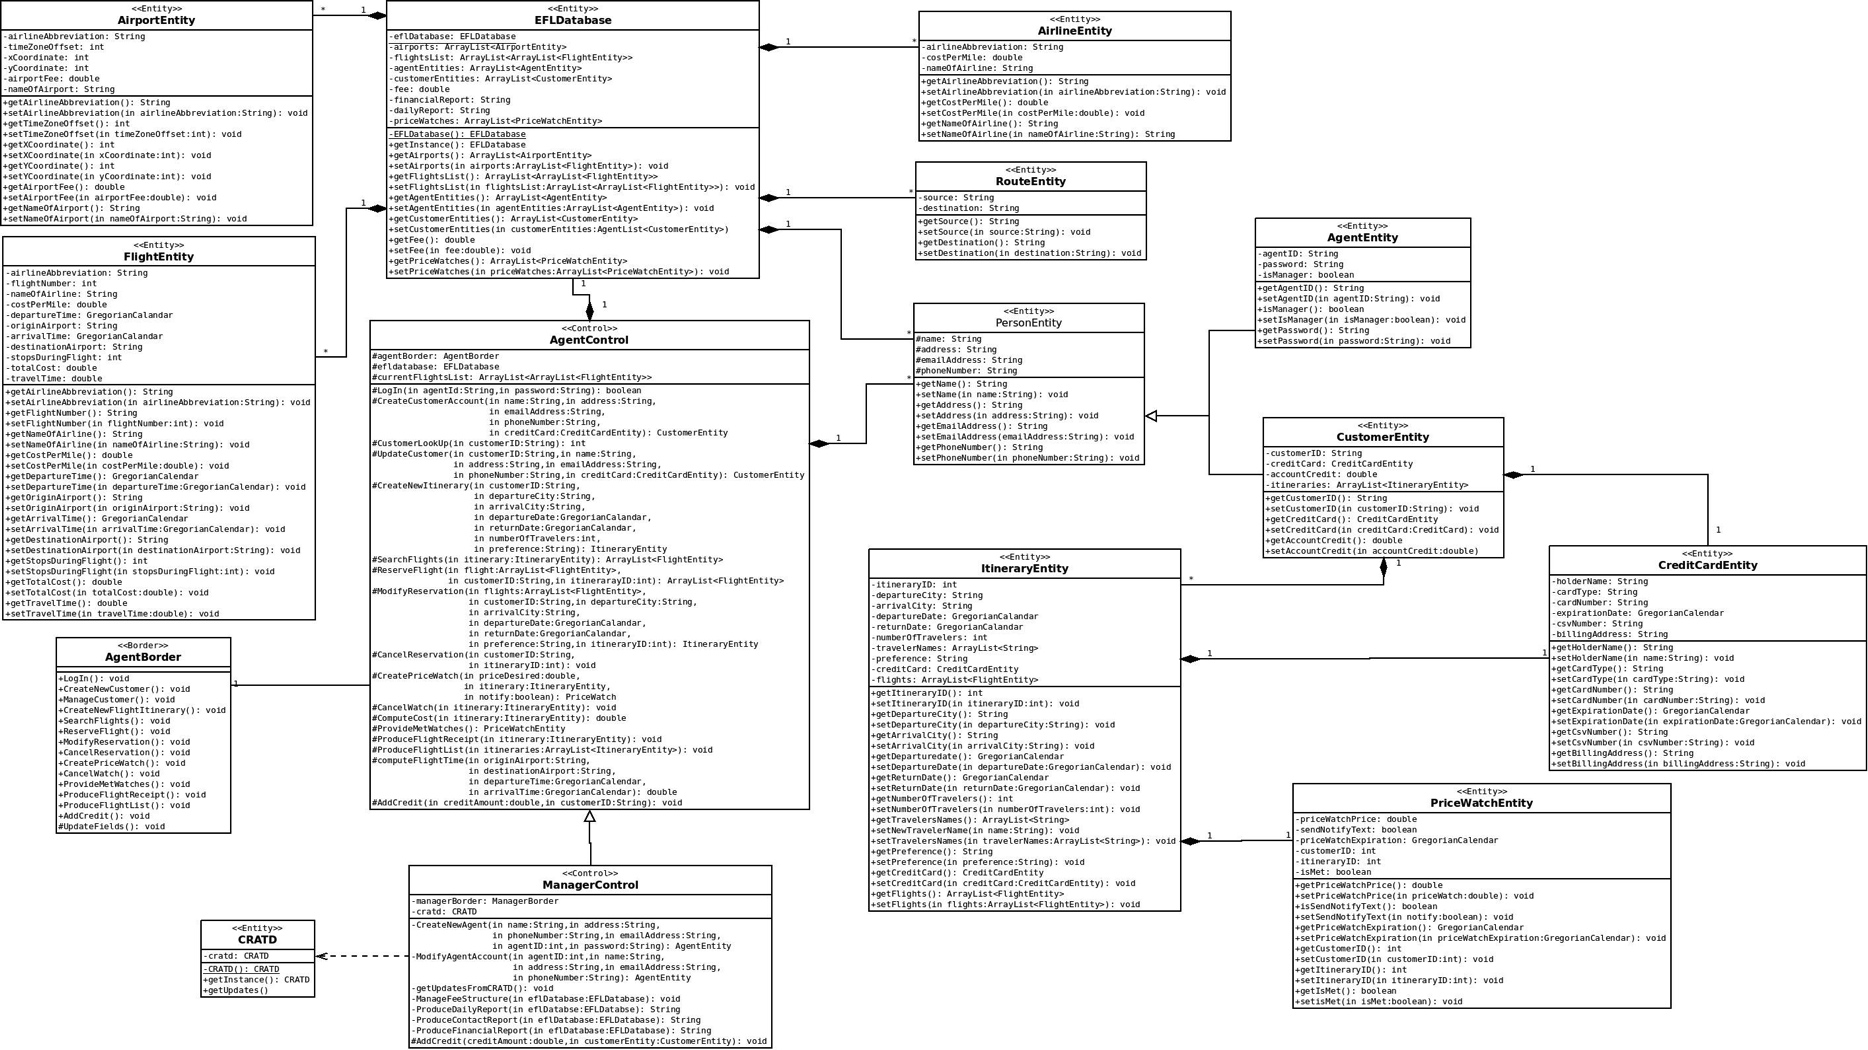 <<Entity>>
AirportEntity
-airlineAbbreviation: String
-timeZoneOffset: int
-xCoordinate: int
-yCoordinate: int
-airportFee: double
-nameOfAirport: String
+getAirlineAbbreviation(): String
+setAirlineAbbreviation(in airlineAbbreviation:String): void
+getTimeZoneOffset(): int
+setTimeZoneOffset(in timeZoneOffset:int): void
+getXCoordinate(): int
+setXCoordinate(in xCoordinate:int): void
+getYCoordinate(): int
+setYCoordinate(in yCoordinate:int): void
+getAirportFee(): double
+setAirportFee(in airportFee:double): void
+getNameOfAirport(): String
+setNameOfAirport(in nameOfAirport:String): void
* 1
<<Entity>>
EFLDatabase
-eflDatabase: EFLDatabase
-airports: ArrayList<AirportEntity>
-flightsList: ArrayList<ArrayList<FlightEntity>>
-agentEntities: ArrayList<AgentEntity>
-customerEntities: ArrayList<CustomerEntity>
-fee: double
-financialReport: String
-dailyReport: String
-priceWatches: ArrayList<PriceWatchEntity>
-EFLDatabase(): EFLDatabase
+getInstance(): EFLDatabase
+getAirports(): ArrayList<AirportEntity>
+setAirports(in airports:ArrayList<FlightEntity>): void
+getFlightsList(): ArrayList<ArrayList<FlightEntity>
+setFlightsList(in flightsList:ArrayList<ArrayList<FlightEntity>>): void
+getAgentEntities(): ArrayList<AgentEntity>
+setAgentEntities(in agentEntities:ArrayList<AgentEntity>): void
+getCustomerEntities(): ArrayList<CustomerEntity>
+setCustomerEntities(in customerEntities:AgentList<CustomerEntity>)
+getFee(): double
+setFee(in fee:double): void
+getPriceWatches(): ArrayList<PriceWatchEntity>
+setPriceWatches(in priceWatches:ArrayList<PriceWatchEntity>): void
1 *
1 *
1 *
1 *
1
1
<<Entity>>
AirlineEntity
-airlineAbbreviation: String
-costPerMile: double
-nameOfAirline: String
+getAirlineAbbreviation(): String
+setAirlineAbbreviation(in airlineAbbreviation:String): void
+getCostPerMile(): double
+setCostPerMile(in costPerMile:double): void
+getNameOfAirline(): String
+setNameOfAirline(in nameOfAirline:String): String
<<Entity>>
RouteEntity
-source: String
-destination: String
+getSource(): String
+setSource(in source:String): void
+getDestination(): String
+setDestination(in destination:String): void
<<Entity>>
AgentEntity
-agentID: String
-password: String
-isManager: boolean
+getAgentID(): String
+setAgentID(in agentID:String): void
+isManager(): boolean
+setIsManager(in isManager:boolean): void
+getPassword(): String
+setPassword(in password:String): void
<<Entity>>
FlightEntity
-airlineAbbreviation: String
-flightNumber: int
-nameOfAirline: String
-costPerMile: double
-departureTime: GregorianCalandar
-originAirport: String
-arrivalTime: GregorianCalandar
-destinationAirport: String
-stopsDuringFlight: int
-totalCost: double
-travelTime: double
+getAirlineAbbreviation(): String
+setAirlineAbbreviation(in airlineAbbreviation:String): void
+getFlightNumber(): String
+setFlightNumber(in flightNumber:int): void
+getNameOfAirline(): String
+setNameOfAirline(in nameOfAirline:String): void
+getCostPerMile(): double
+setCostPerMile(in costPerMile:double): void
+getDepartureTime(): GregorianCalendar
+setDepartureTime(in departureTime:GregorianCalendar): void
+getOriginAirport(): String
+setOriginAirport(in originAirport:String): void
+getArrivalTime(): GregorianCalendar
+setArrivalTime(in arrivalTime:GregorianCalendar): void
+getDestinationAirport(): String
+setDestinationAirport(in destinationAirport:String): void
+getStopsDuringFlight(): int
+setStopsDuringFlight(in stopsDuringFlight:int): void
+getTotalCost(): double
+setTotalCost(in totalCost:double): void
+getTravelTime(): double
+setTravelTime(in travelTime:double): void
<<Control>>
AgentControl
#agentBorder: AgentBorder
#efldatabase: EFLDatabase
#currentFlightsList: ArrayList<ArrayList<FlightEntity>>
#LogIn(in agentId:String,in password:String): boolean
#CreateCustomerAccount(in name:String,in address:String,
in emailAddress:String,
in phoneNumber:String,
in creditCard:CreditCardEntity): CustomerEntity
#CustomerLookUp(in customerID:String): int
#UpdateCustomer(in customerID:String,in name:String,
in address:String,in emailAddress:String,
in phoneNumber:String,in creditCard:CreditCardEntity): CustomerEntity
#CreateNewItinerary(in customerID:String,
in departureCity:String,
in arrivalCity:String,
in departureDate:GregorianCalandar,
in returnDate:GregorianCalandar,
in numberOfTravelers:int,
in preference:String): ItineraryEntity
#SearchFlights(in itinerary:ItineraryEntity): ArrayList<FlightEntity>
#ReserveFlight(in flight:ArrayList<FlightEntity>,
in customerID:String,in itinerarayID:int): ArrayList<FlightEntity>
#ModifyReservation(in flights:ArrayList<FlightEntity>,
in customerID:String,in departureCity:String,
in arrivalCity:String,
in departureDate:GregorianCalandar,
in returnDate:GregorianCalandar,
in preference:String,in itineraryID:int): ItineraryEntity
#CancelReservation(in customerID:String,
in itineraryID:int): void
#CreatePriceWatch(in priceDesired:double,
in itinerary:ItineraryEntity,
in notify:boolean): PriceWatch
#CancelWatch(in itinerary:ItineraryEntity): void
#ComputeCost(in itinerary:ItineraryEntity): double
#ProvideMetWatches(): PriceWatchEntity
#ProduceFlightReceipt(in itinerary:ItineraryEntity): void
#ProduceFlightList(in itineraries:ArrayList<ItineraryEntity>): void
#computeFlightTime(in originAirport:String,
in destinationAirport:String,
in departureTime:GregorianCalendar,
in arrivalTime:GregorianCalendar): double
#AddCredit(in creditAmount:double,in customerID:String): void
1 *
<<Entity>>
PersonEntity
#name: String
#address: String
#emailAddress: String
#phoneNumber: String
+getName(): String
+setName(in name:String): void
+getAddress(): String
+setAddress(in address:String): void
+getEmailAddress(): String
+setEmailAddress(emailAddress:String): void
+getPhoneNumber(): String
+setPhoneNumber(in phoneNumber:String): void
<<Entity>>
CustomerEntity
-customerID: String
-creditCard: CreditCardEntity
-accountCredit: double
-itineraries: ArrayList<ItineraryEntity>
+getCustomerID(): String
+setCustomerID(in customerID:String): void
+getCreditCard(): CreditCardEntity
+setCreditCard(in creditCard:CreditCard): void
+getAccountCredit(): double
+setAccountCredit(in accountCredit:double)
1 1
* 1
<<Entity>>
ItineraryEntity
-itineraryID: int
-departureCity: String
-arrivalCity: String
-departureDate: GregorianCalandar
-returnDate: GregorianCalandar
-numberOfTravelers: int
-travelerNames: ArrayList<String>
-preference: String
-creditCard: CreditCardEntity
-flights: ArrayList<FlightEntity>
+getItineraryID(): int
+setItineraryID(in itineraryID:int): void
+getDepartureCity(): String
+setDepartureCity(in departureCity:String): void
+getArrivalCity(): String
+setArrivalCity(in arrivalCity:String): void
+getDeparturedate(): GregorianCalendar
+setDepartureDate(in departureDate:GregorianCalendar): void
+getReturnDate(): GregorianCalendar
+setReturnDate(in returnDate:GregorianCalendar): void
+getNumberOfTravelers(): int
+setNumberOfTravelers(in numberOfTravelers:int): void
+getTravelersNames(): ArrayList<String>
+setNewTravelerName(in name:String): void
+setTravelersNames(in travelerNames:ArrayList<String>): void
+getPreference(): String
+setPreference(in preference:String): void
+getCreditCard(): CreditCardEntity
+setCreditCard(in creditCard:CreditCardEntity): void
+getFlights(): ArrayList<FlightEntity>
+setFlights(in flights:ArrayList<FlightEntity>): void
1 1
1 1
<<Entity>>
CreditCardEntity
-holderName: String
-cardType: String
-cardNumber: String
-expirationDate: GregorianCalendar
-csvNumber: String
-billingAddress: String
+getHolderName(): String
+setHolderName(in name:String): void
+getCardType(): String
+setCardType(in cardType:String): void
+getCardNumber(): String
+setCardNumber(in cardNumber:String): void
+getExpirationDate(): GregorianCalendar
+setExpirationDate(in expirationDate:GregorianCalendar): void
+getCsvNumber(): String
+setCsvNumber(in csvNumber:String): void
+getBillingAddress(): String
+setBillingAddress(in billingAddress:String): void
<<Border>>
AgentBorder
+LogIn(): void
+CreateNewCustomer(): void
+ManageCustomer(): void
+CreateNewFlightItinerary(): void
+SearchFlights(): void
+ReserveFlight(): void
+ModifyReservation(): void
+CancelReservation(): void
+CreatePriceWatch(): void
+CancelWatch(): void
+ProvideMetWatches(): void
+ProduceFlightReceipt(): void
+ProduceFlightList(): void
+AddCredit(): void
#UpdateFields(): void
1
<<Entity>>
PriceWatchEntity
-priceWatchPrice: double
-sendNotifyText: boolean
-priceWatchExpiration: GregorianCalendar
-customerID: int
-itineraryID: int
-isMet: boolean
+getPriceWatchPrice(): double
+setPriceWatchPrice(in priceWatch:double): void
+isSendNotifyText(): boolean
+setSendNotifyText(in notify:boolean): void
+getPriceWatchExpiration(): GregorianCalendar
+setPriceWatchExpiration(in priceWatchExpiration:GregorianCalendar): void
+getCustomerID(): int
+setCustomerID(in customerID:int): void
+getItineraryID(): int
+setItineraryID(in itineraryID:int): void
+getIsMet(): boolean
+setisMet(in isMet:boolean): void
<<Control>>
ManagerControl
-managerBorder: ManagerBorder
-cratd: CRATD
-CreateNewAgent(in name:String,in address:String,
in phoneNumber:String,in emailAddress:String,
in agentID:int,in password:String): AgentEntity
-ModifyAgentAccount(in agentID:int,in name:String,
in address:String,in emailAddress:String,
in phoneNumber:String): AgentEntity
-getUpdatesFromCRATD(): void
-ManageFeeStructure(in eflDatabase:EFLDatabase): void
-ProduceDailyReport(in eflDatabse:EFLDatabse): String
-ProduceContactReport(in eflDatabase:EFLDatabase): String
-ProduceFinancialReport(in eflDatabase:EFLDatabase): String
#AddCredit(creditAmount:double,in customerEntity:CustomerEntity): void
<<Entity>>
CRATD
-cratd: CRATD
-CRATD(): CRATD
+getInstance(): CRATD
+getUpdates()